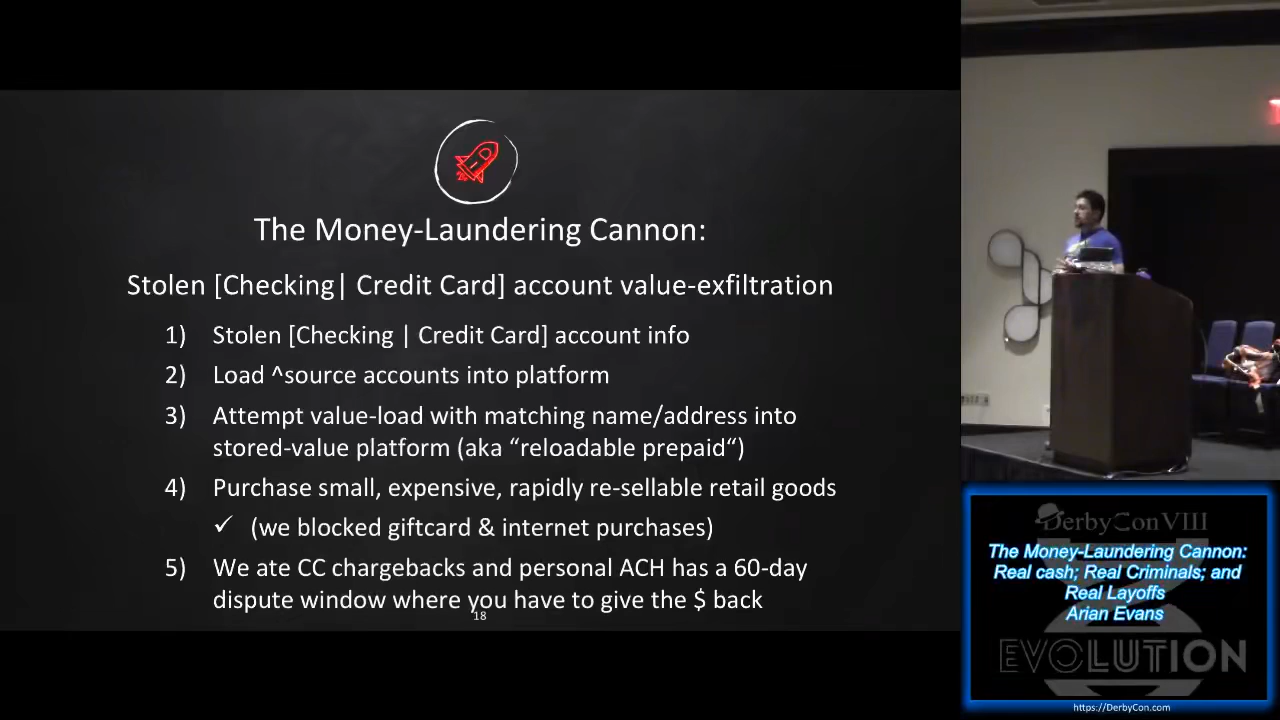 The Money-Laundering Cannon:
Stolen [Checking| Credit Card] account value-exfiltration
1) Stolen [Checking | Credit Card] account info
2) Load ^source accounts into platform
3) Attempt value-load with matching name/address into
stored-value platform (aka “reloadable prepaid“)
4) Purchase small, expensive, rapidly re-sellable retail goods
✓ (we blocked giftcard & internet purchases)
5) We ate CC chargebacks and personal ACH has a 60-day
dispute window where you have to give the $ back
18
DerbyCon VIII
The Money-Laundering Cannon:
Real cash; Real Criminals; and
Real Layoffs
Arian Evans
EVOLUTION
https://DerbyCon.com